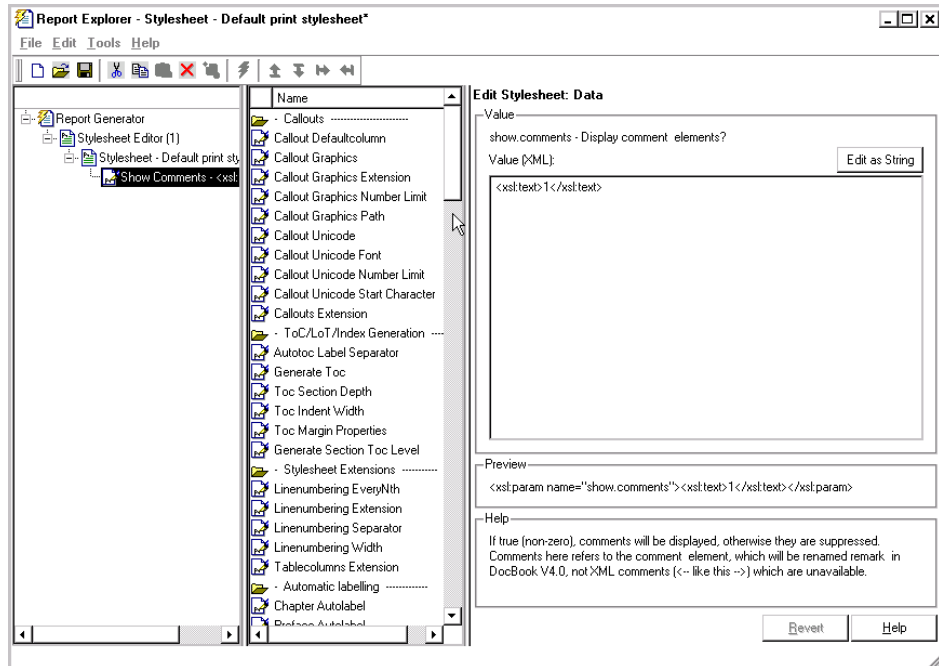 Report Explorer - Stylesheet - Default print stylesheet*
File Edit Tools Help
Report Generator
Stylesheet Editor (1)
Stylesheet - Default print sty
Show Comments - <xsl:
Name
- Callouts ----------------------
Callout Defaultcolumn
Callout Graphics
Callout Graphics Extension
Callout Graphics Number Limit
Callout Graphics Path
Callout Unicode
Callout Unicode Font
Callout Unicode Number Limit
Callout Unicode Start Character
Callouts Extension
- ToC/LoT/Index Generation ----
Autotoc Label Separator
Generate Toc
Toc Section Depth
Toc Indent Width
Toc Margin Properties
Generate Section Toc Level
- Stylesheet Extensions ----------
Linenumbering EveryNth
Linenumbering Extension
Linenumbering Separator
Linenumbering Width
Tablecolumns Extension
- Automatic labelling ------------
Chapter Autolabel
Preface Autolabel
Edit Stylesheet: Data
Value
show.comments - Display comment elements?
Value (XML):
Edit as String
<xsl:text>1</xsl:text>
Preview
<xsl:param name="show.comments"><xsl:text>1</xsl:text></xsl:param>
Help
If true (non-zero), comments will be displayed, otherwise they are suppressed.
Comments here refers to the comment element, which will be renamed remark in
DocBook V4.0, not XML comments (<-- like this -->) which are unavailable.
Revert
Help